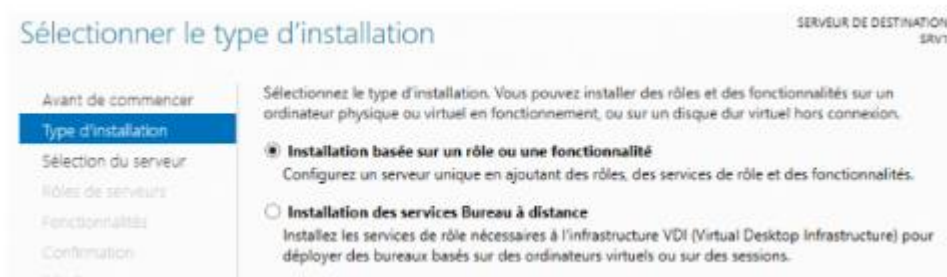 Sélectionner le type d'installation
SERVEUR DE DESTINATION
SRV1
Avant de commencer
Type d'installation
Sélection du serveur
Rôles de serveurs
Fonctionnalités
Confirmation
Sélectionnez le type d'installation. Vous pouvez installer des rôles et des fonctionnalités sur un
ordinateur physique ou virtuel en fonctionnement, ou sur un disque dur virtuel hors connexion.
Installation basée sur un rôle ou une fonctionnalité
Configurez un serveur unique en ajoutant des rôles, des services de rôle et des fonctionnalités.
Installation des services Bureau à distance
Installez les services de rôle nécessaires à l'infrastructure VDI (Virtual Desktop Infrastructure) pour
déployer des bureaux basés sur des ordinateurs virtuels ou sur des sessions.